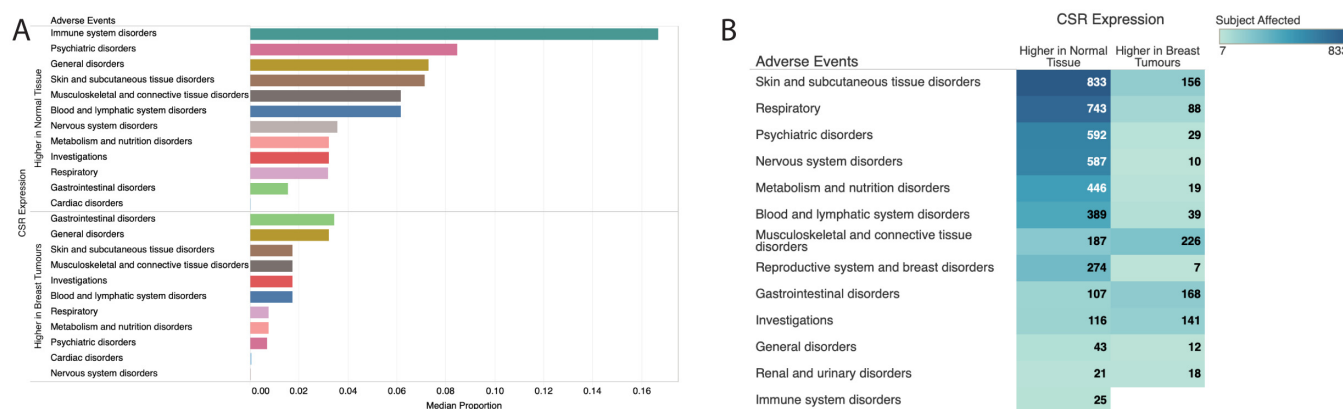 A
Adverse Events
CSR Expression
Higher in Normal Tissue
Immune system disorders
Psychiatric disorders
General disorders
Skin and subcutaneous tissue disorders
Musculoskeletal and connective tissue disorders
Blood and lymphatic system disorders
Nervous system disorders
Metabolism and nutrition disorders
Investigations
Respiratory
Gastrointestinal disorders
Cardiac disorders
Higher in Breast Tumours
Gastrointestinal disorders
General disorders
Skin and subcutaneous tissue disorders
Musculoskeletal and connective tissue disorders
Investigations
Blood and lymphatic system disorders
Respiratory
Metabolism and nutrition disorders
Psychiatric disorders
Cardiac disorders
Nervous system disorders
0.00 0.02 0.04 0.06 0.08 0.10 0.12 0.14 0.16
Median Proportion
B
CSR Expression
Subject Affected
7 833
Adverse Events
Higher in Normal
Tissue
Higher in Breast
Tumours
Skin and subcutaneous tissue disorders 833 156
Respiratory 743 88
Psychiatric disorders 592 29
Nervous system disorders 587 10
Metabolism and nutrition disorders 446 19
Blood and lymphatic system disorders 389 39
Musculoskeletal and connective tissue
disorders 187 226
Reproductive system and breast disorders 274 7
Gastrointestinal disorders 107 168
Investigations 116 141
General disorders 43 12
Renal and urinary disorders 21 18
Immune system disorders 25